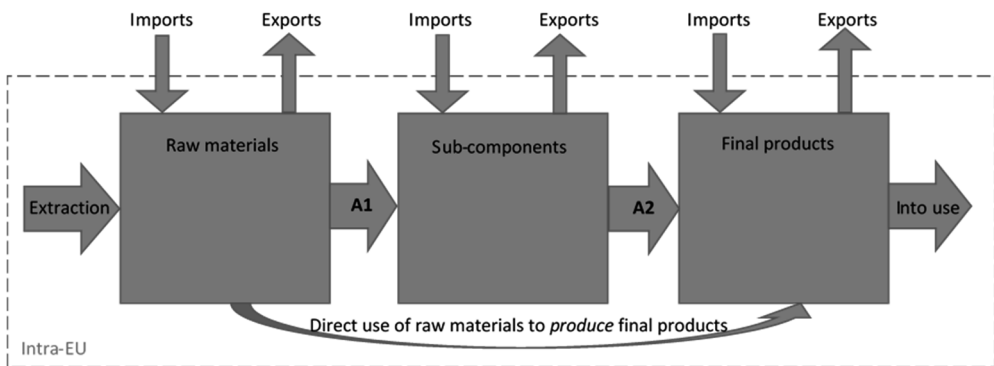 Imports Exports Imports Exports Imports Exports
Raw materials Sub-components Final products
Extraction A1 A2 Into use
Direct use of raw materials to produce final products
Intra-EU